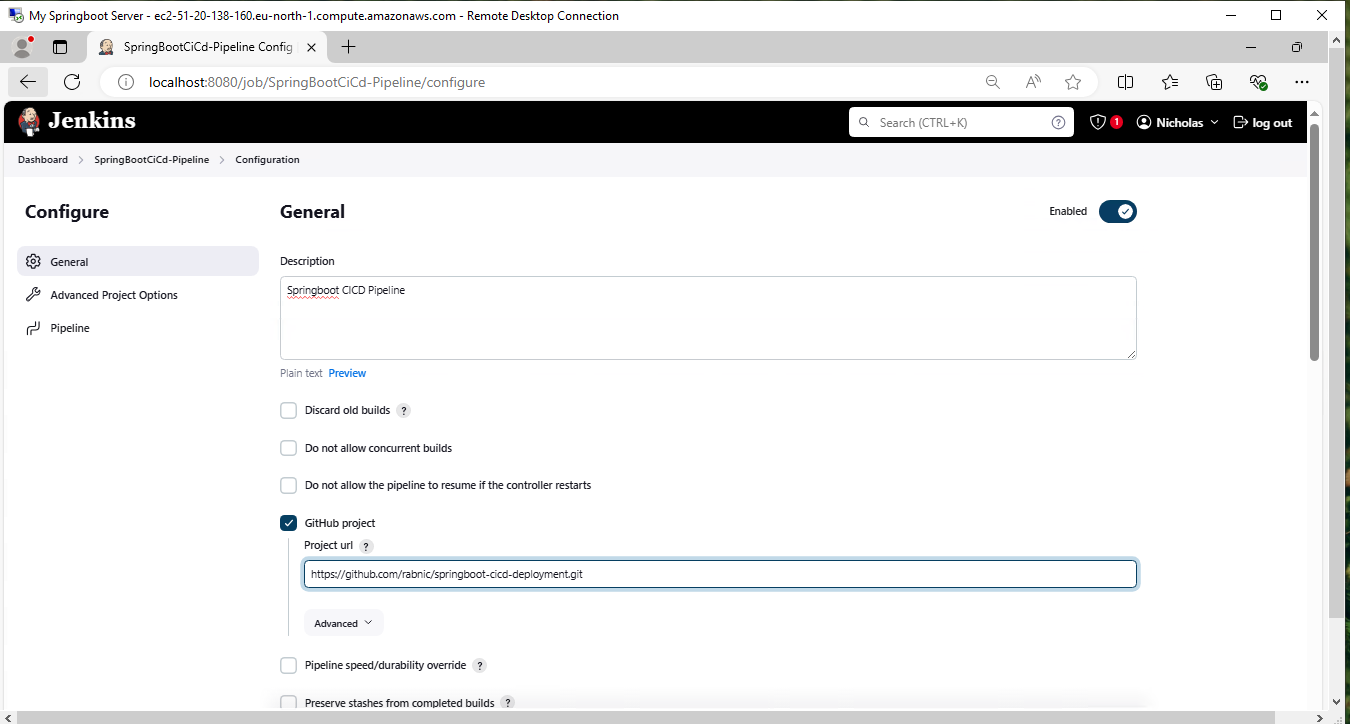 My Springboot Server - ec2-51-20-138-160.eu-north-1.compute.amazonaws.com - Remote Desktop Connection
SpringBootCiCd-Pipeline Config
localhost:8080/job/SpringBootCiCd-Pipeline/configure
Jenkins
Search (CTRL+K)
?
1
Nicholas
log out
Dashboard > SpringBootCiCd-Pipeline > Configuration
Configure
General
Advanced Project Options
Pipeline
General
Enabled
Description
Springboot CICD Pipeline
Plain text Preview
Discard old builds ?
Do not allow concurrent builds
Do not allow the pipeline to resume if the controller restarts
GitHub project
Project url ?
https://github.com/rabnic/springboot-cicd-deployment.git
Advanced
Pipeline speed/durability override ?
Preserve stashes from completed builds ?